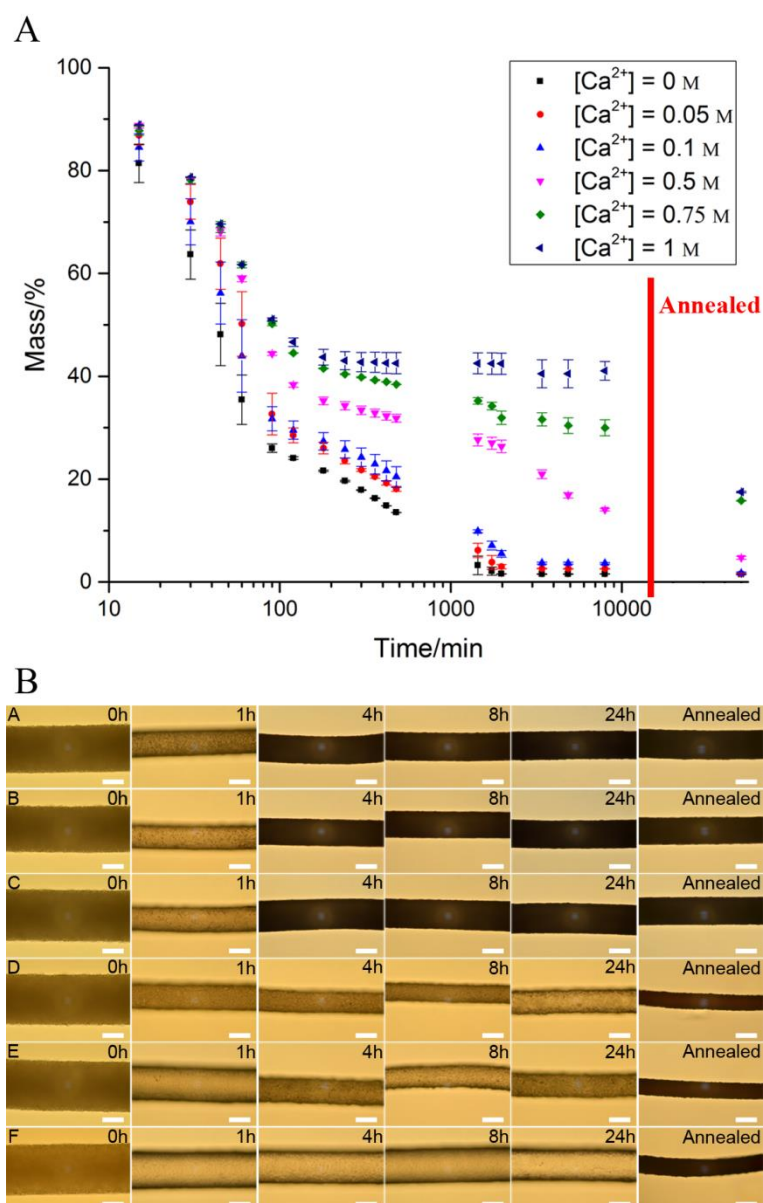 A
100
80
60
40
20
0
Mass/%
10
100
1000
10000
Time/min
[Ca²⁺] = 0 M
[Ca²⁺] = 0.05 M
[Ca²⁺] = 0.1 M
[Ca²⁺] = 0.5 M
[Ca²⁺] = 0.75 M
[Ca²⁺] = 1 M
Annealed
B
A 0h 1h 4h 8h 24h Annealed
B 0h 1h 4h 8h 24h Annealed
C 0h 1h 4h 8h 24h Annealed
D 0h 1h 4h 8h 24h Annealed
E 0h 1h 4h 8h 24h Annealed
F 0h 1h 4h 8h 24h Annealed